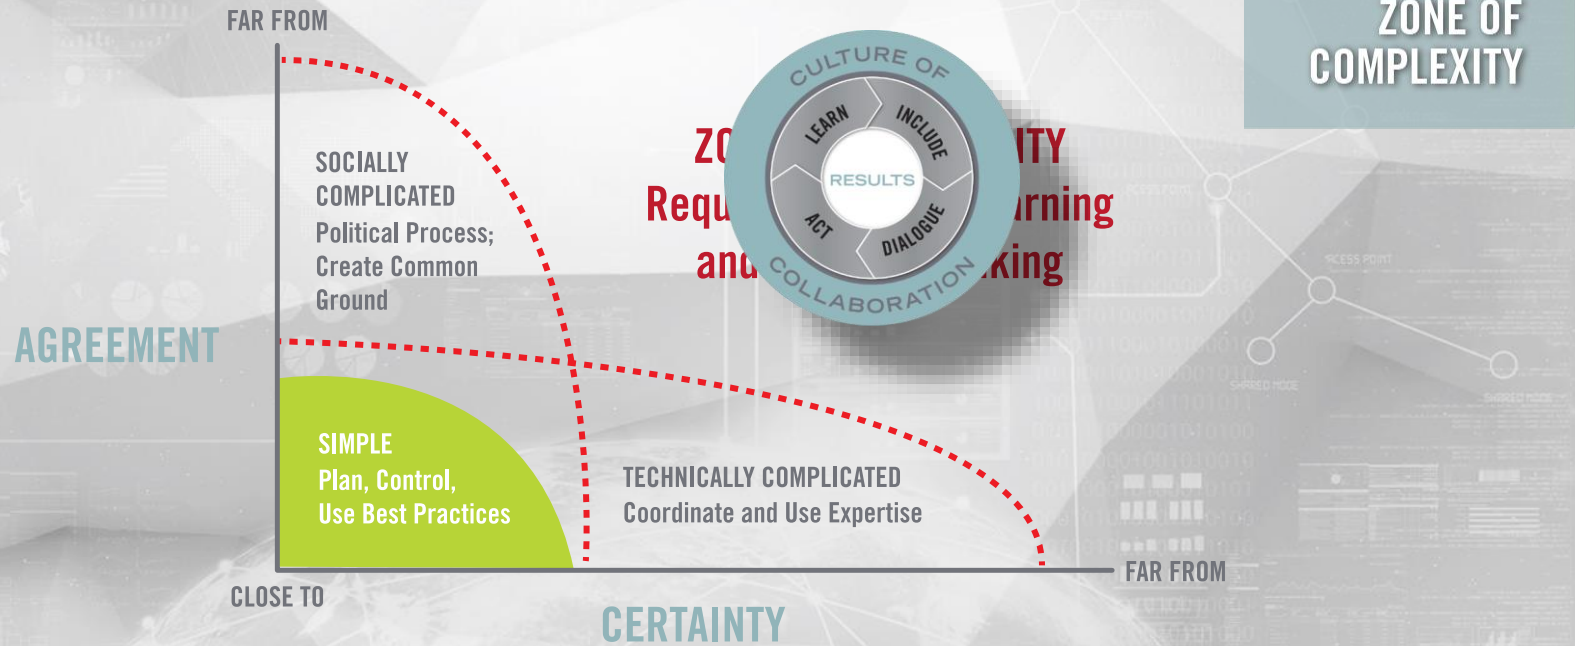 FAR FROM
ZONE OF
COMPLEXITY
CULTURE OF
LEARN
INCLUDE
RESULTS
ACT
DIALOGUE
COLLABORATION
SOCIALLY
COMPLICATED
Political Process;
Create Common
Ground
AGREEMENT
SIMPLE
Plan, Control,
Use Best Practices
TECHNICALLY COMPLICATED
Coordinate and Use Expertise
CLOSE TO
FAR FROM
CERTAINTY
SHARED NODE